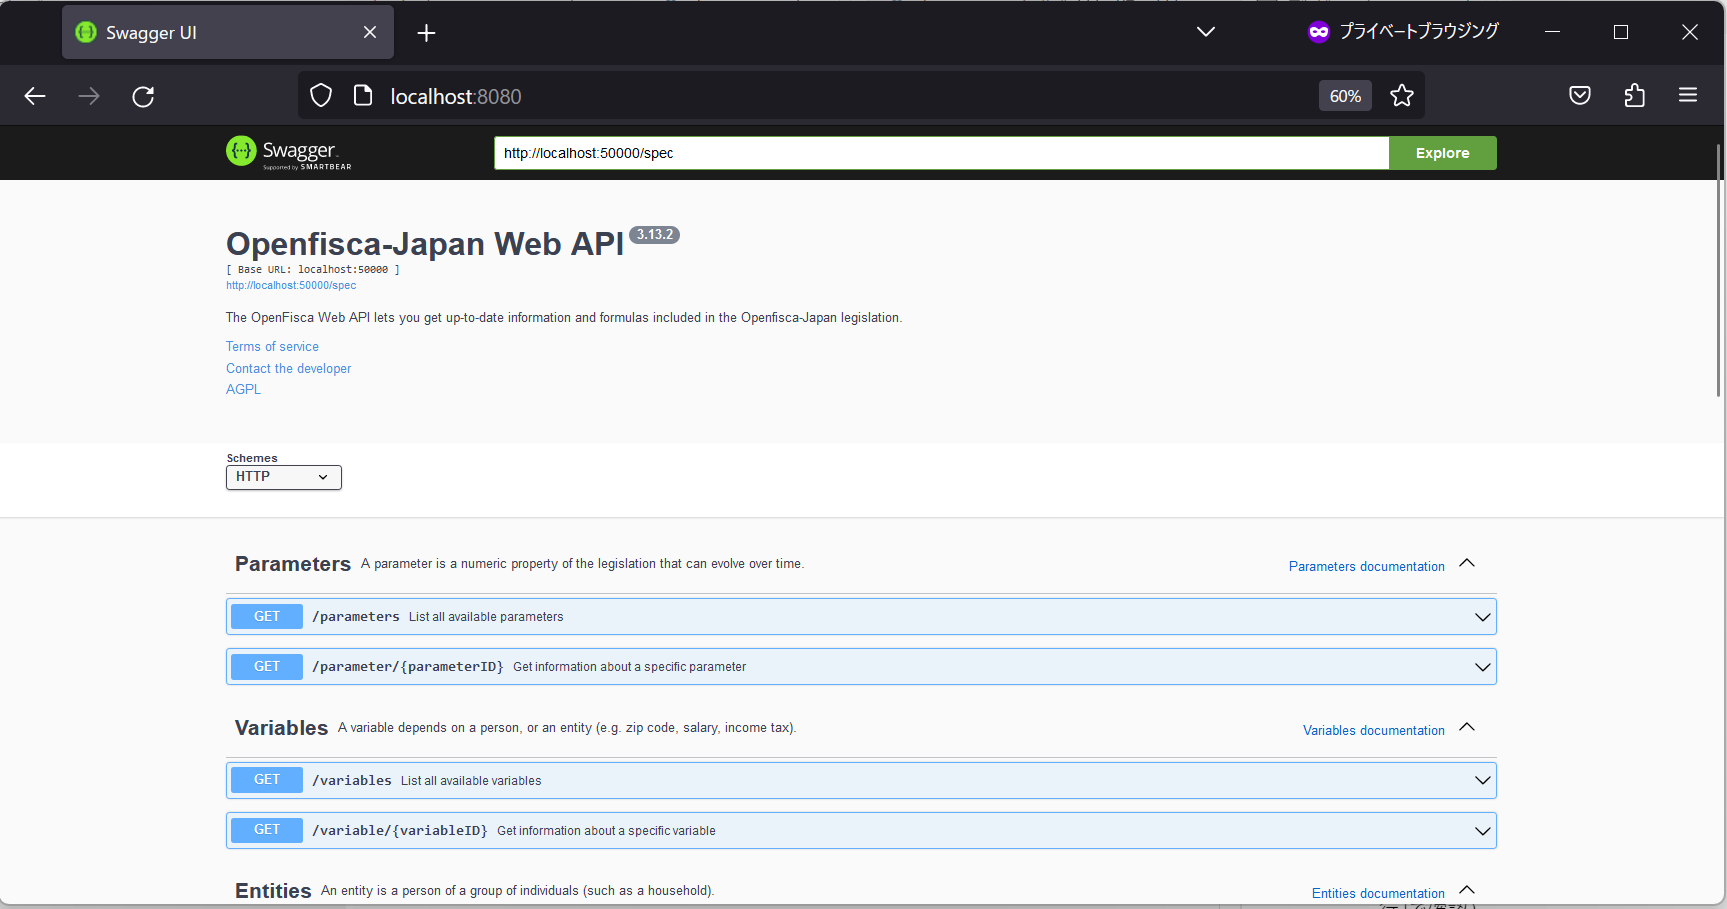 Swagger UI
プライベートブラウジング
localhost:8080
60%
Swagger
Supported by SMARTBEAR
http://localhost:50000/spec
Explore
Openfisca-Japan Web API 3.13.2
[ Base URL: localhost:50000 ]
http://localhost:50000/spec
The OpenFisca Web API lets you get up-to-date information and formulas included in the Openfisca-Japan legislation.
Terms of service
Contact the developer
AGPL
Schemes
HTTP
Parameters A parameter is a numeric property of the legislation that can evolve over time. Parameters documentation
GET /parameters List all available parameters
GET /parameter/{parameterID} Get information about a specific parameter
Variables A variable depends on a person, or an entity (e.g. zip code, salary, income tax). Variables documentation
GET /variables List all available variables
GET /variable/{variableID} Get information about a specific variable
Entities An entity is a person of a group of individuals (such as a household). Entities documentation